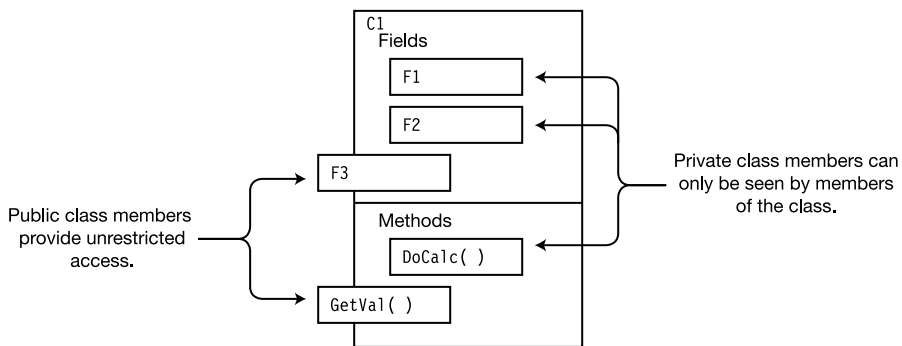 C1
Fields
F1
F2
F3
Methods
DoCalc( )
GetVal( )
Public class members
provide unrestricted
access.
Private class members can
only be seen by members
of the class.